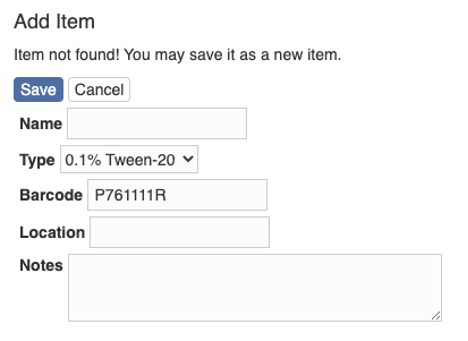 Add Item
Item not found! You may save it as a new item.
Save Cancel
Name
Type 0.1% Tween-20
Barcode P761111R
Location
Notes